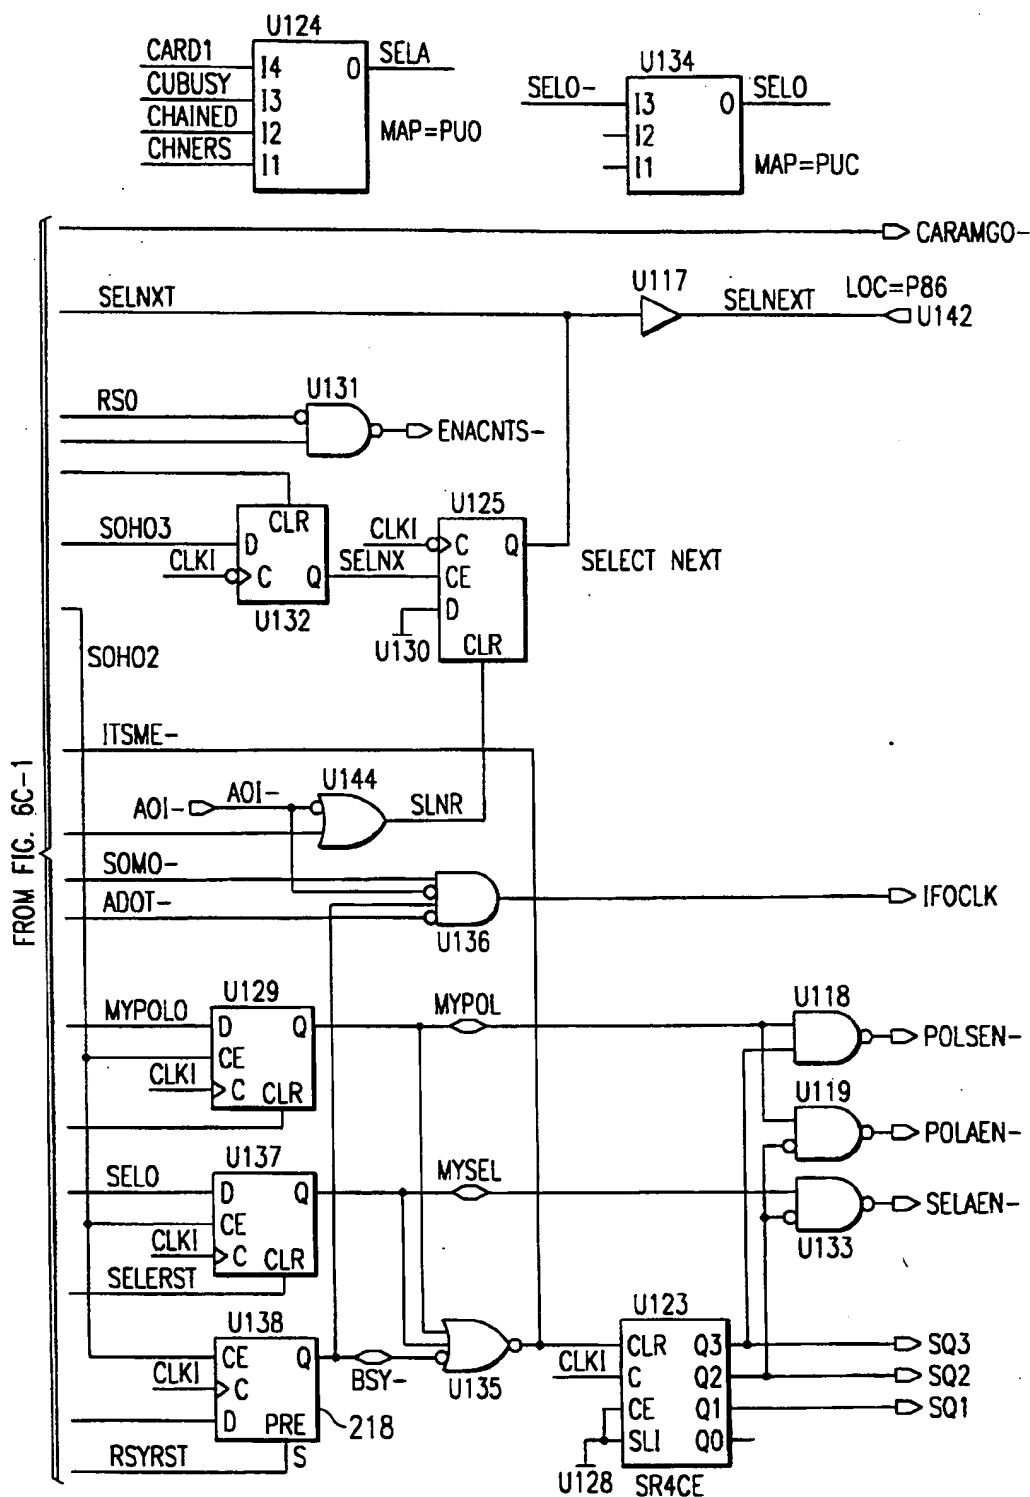 U124
CARD1 I4 O SELA
CUBUSY I3
CHAINED I2 MAP=PUO
CHNERS I1
U134
SELO- I3 O SELO
I2
I1 MAP=PUC
CARAMGO-
SELNXT U117 SELNEXT LOC=P86
U142
RSO U131 ENACNTS-
CLR
SOHO3 D
CLKI C Q SELNX
U132
U125
CLKI C Q
CE
D
U130 CLR
SELECT NEXT
SOHO2
ITSME-
FROM FIG. 6C-1
AOI- AOI- U144 SLNR
SOMO-
ADOT- U136 IFOCLK
U129
MYPOLO D Q MYPOL
CE
CLKI C CLR
U118 POLSEN-
U119 POLAEN-
U137
SELO D Q MYSEL
CE
CLKI C CLR
SELERST
SELAEN-
U133
U138
CE Q BSY-
CLKI C
D PRE 218
RSYRST S
U135
U123
CLR Q3 SQ3
CLKI C Q2 SQ2
CE Q1 SQ1
SLI Q0
U128 SR4CE